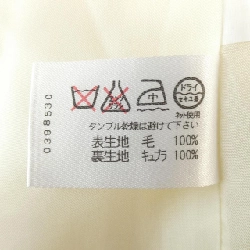 ドライ
セキユ系
ネット使用
タンブル乾燥は避けて下さい
表生地 毛 100%
裏生地 キュプラ 100%
0398530